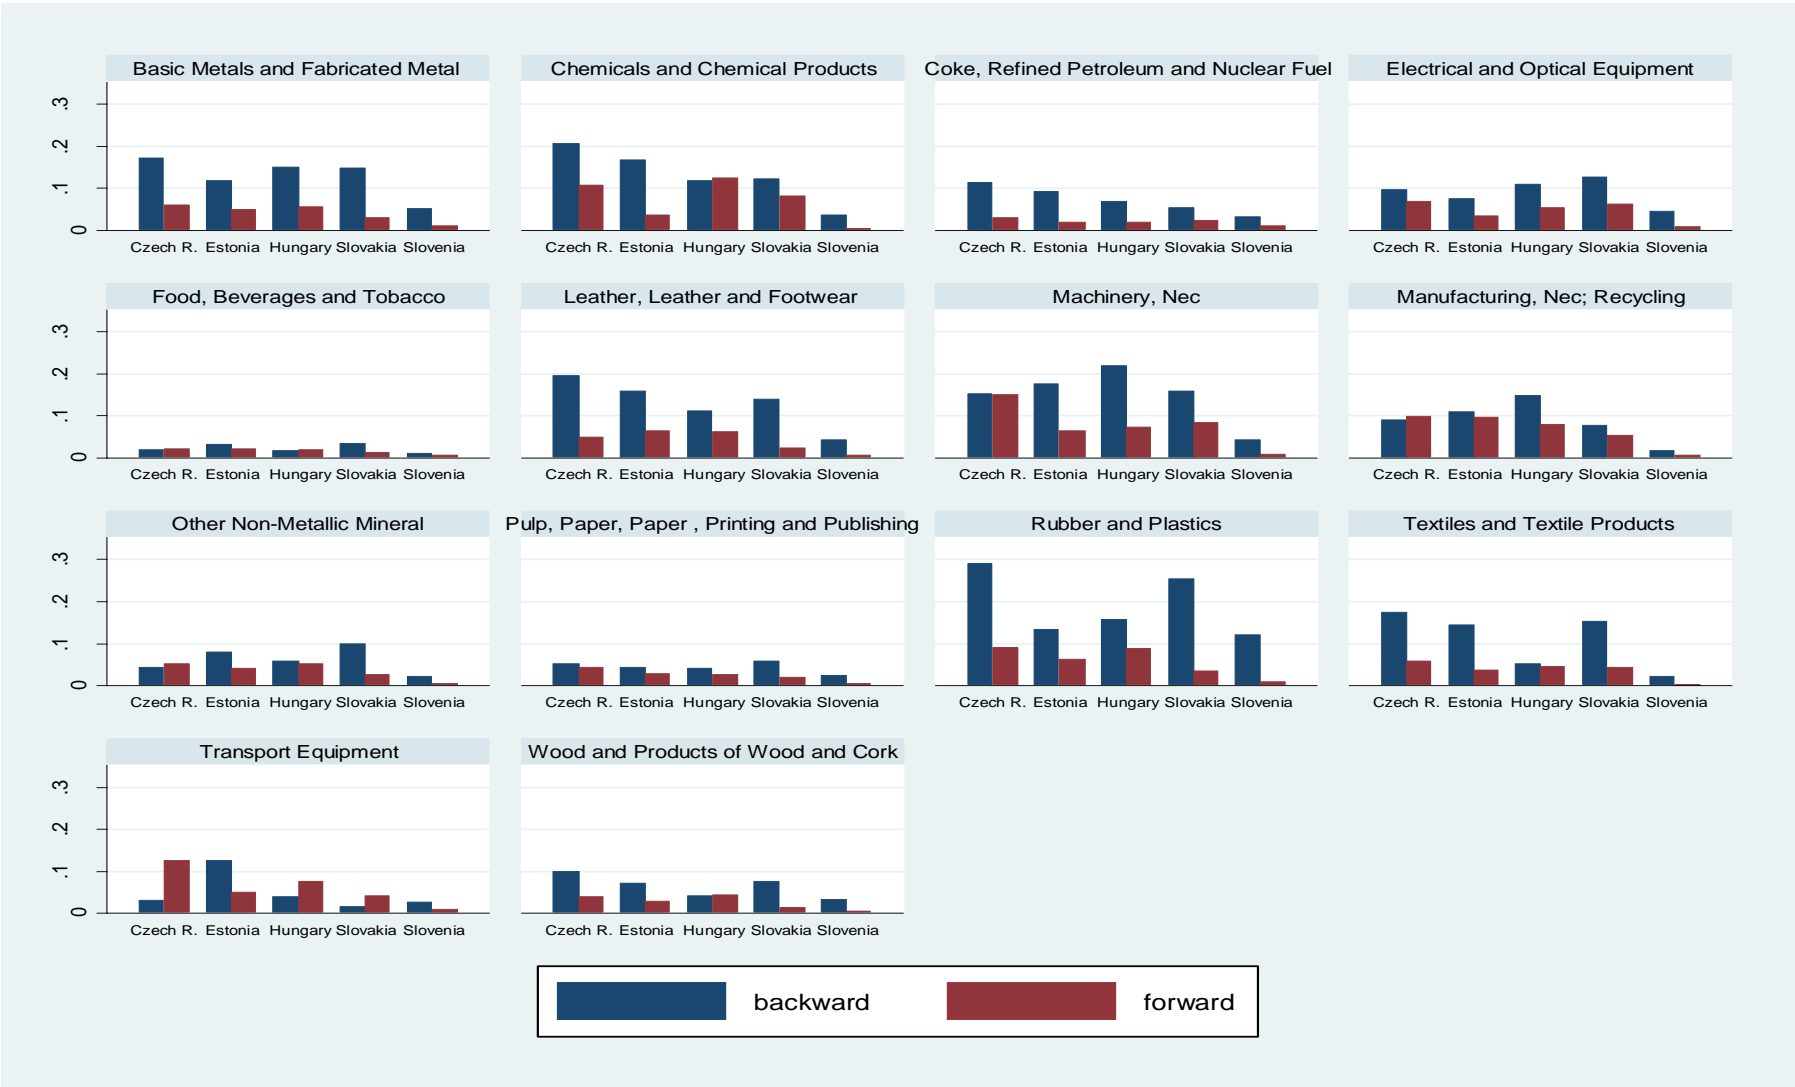 Basic Metals and Fabricated Metal
Chemicals and Chemical Products
Coke, Refined Petroleum and Nuclear Fuel
Electrical and Optical Equipment
.3
.2
.1
0
Czech R. Estonia Hungary Slovakia Slovenia
Czech R. Estonia Hungary Slovakia Slovenia
Czech R. Estonia Hungary Slovakia Slovenia
Czech R. Estonia Hungary Slovakia Slovenia
Food, Beverages and Tobacco
Leather, Leather and Footwear
Machinery, Nec
Manufacturing, Nec; Recycling
.3
.2
.1
0
Czech R. Estonia Hungary Slovakia Slovenia
Czech R. Estonia Hungary Slovakia Slovenia
Czech R. Estonia Hungary Slovakia Slovenia
Czech R. Estonia Hungary Slovakia Slovenia
Other Non-Metallic Mineral
Pulp, Paper, Paper , Printing and Publishing
Rubber and Plastics
Textiles and Textile Products
.3
.2
.1
0
Czech R. Estonia Hungary Slovakia Slovenia
Czech R. Estonia Hungary Slovakia Slovenia
Czech R. Estonia Hungary Slovakia Slovenia
Czech R. Estonia Hungary Slovakia Slovenia
Transport Equipment
Wood and Products of Wood and Cork
.3
.2
.1
0
Czech R. Estonia Hungary Slovakia Slovenia
Czech R. Estonia Hungary Slovakia Slovenia
backward
forward